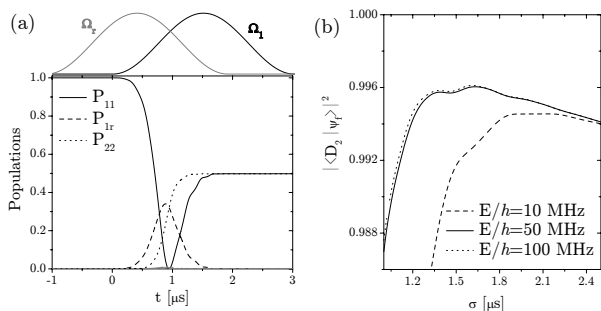 (a)
Ω_r
Ω_1
1.0
0.8
0.6
0.4
0.2
0.0
Populations
P_11
P_1r
P_22
-1 0 1 2 3
t [μs]
(b)
1.000
0.996
0.992
0.988
|⟨D_2|ψ_f⟩|²
E/h=10 MHz
E/h=50 MHz
E/h=100 MHz
1.2 1.5 1.8 2.1 2.4
σ [μs]